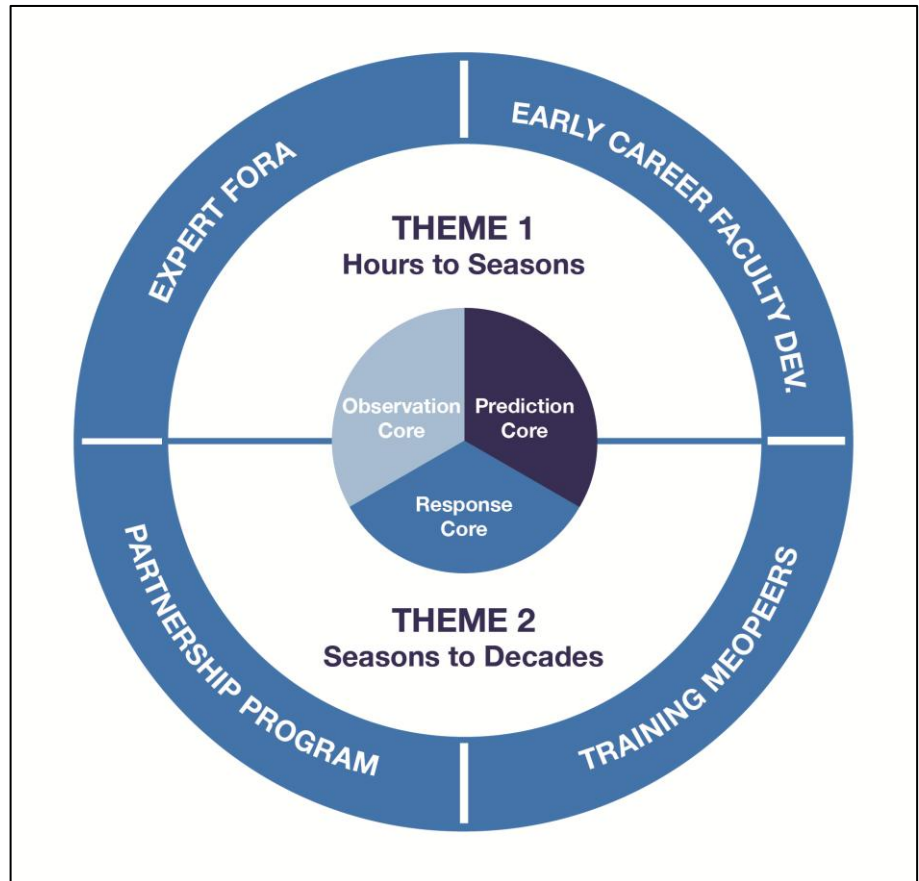 EXPERT FORA
EARLY CAREER FACULTY DEV.
THEME 1
Hours to Seasons
Observation
Core
Prediction
Core
Response
Core
THEME 2
Seasons to Decades
PARTNERSHIP PROGRAM
TRAINING MEOPEERS